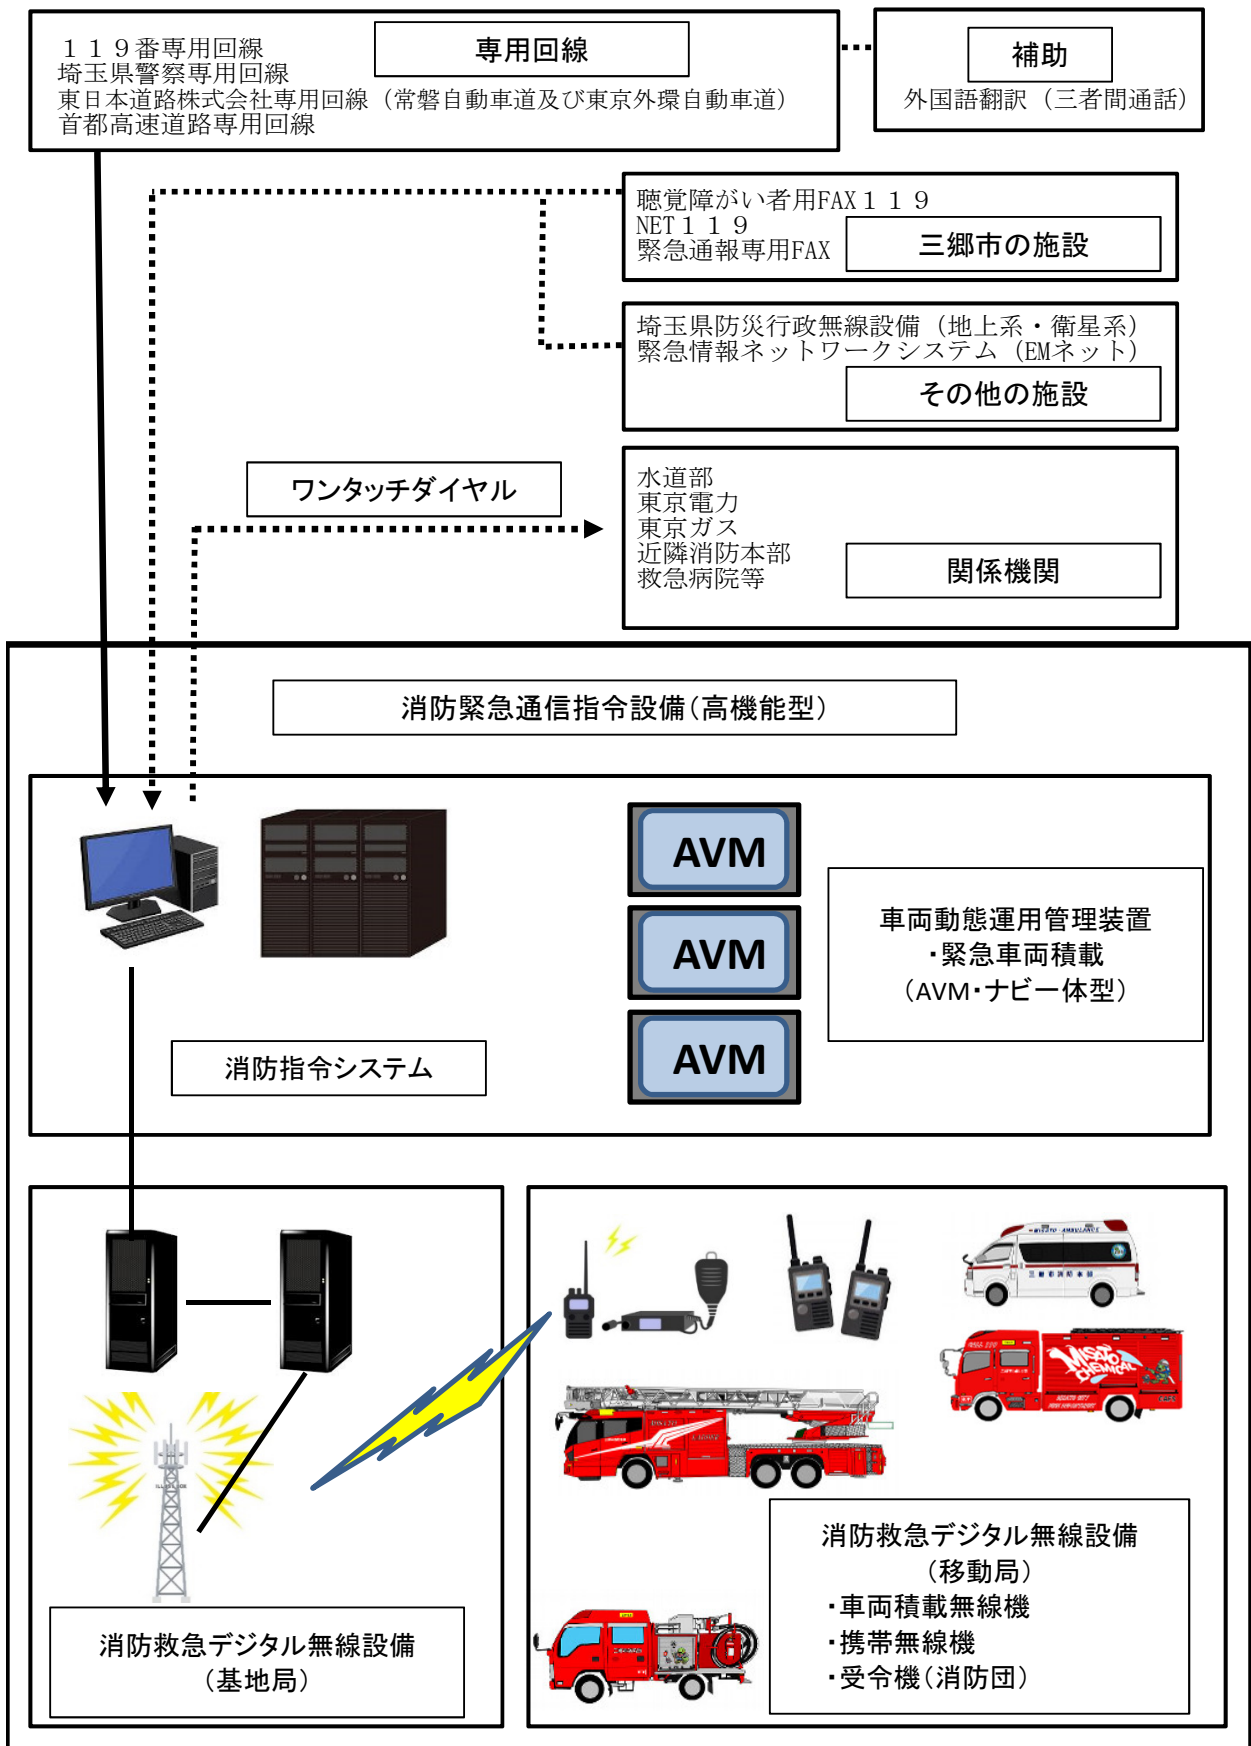 専用回線
１１９番専用回線
埼玉県警察専用回線
東日本道路株式会社専用回線（常磐自動車道及び東京外環自動車道）
首都高速道路専用回線
補助
外国語翻訳（三者間通話）
聴覚障がい者用FAX１１９
NET１１９
緊急通報専用FAX
三郷市の施設
埼玉県防災行政無線設備（地上系・衛星系）
緊急情報ネットワークシステム（EMネット）
その他の施設
ワンタッチダイヤル
水道部
東京電力
東京ガス
近隣消防本部
救急病院等
関係機関
消防緊急通信指令設備（高機能型）
AVM
AVM
AVM
車両動態運用管理装置
・緊急車両積載
（AVM・ナビ一体型）
消防指令システム
MISATO-AMBULANCE
三郷市消防本部
MISATO
CHEMICAL
消防救急デジタル無線設備
（基地局）
消防救急デジタル無線設備
（移動局）
・車両積載無線機
・携帯無線機
・受令機（消防団）